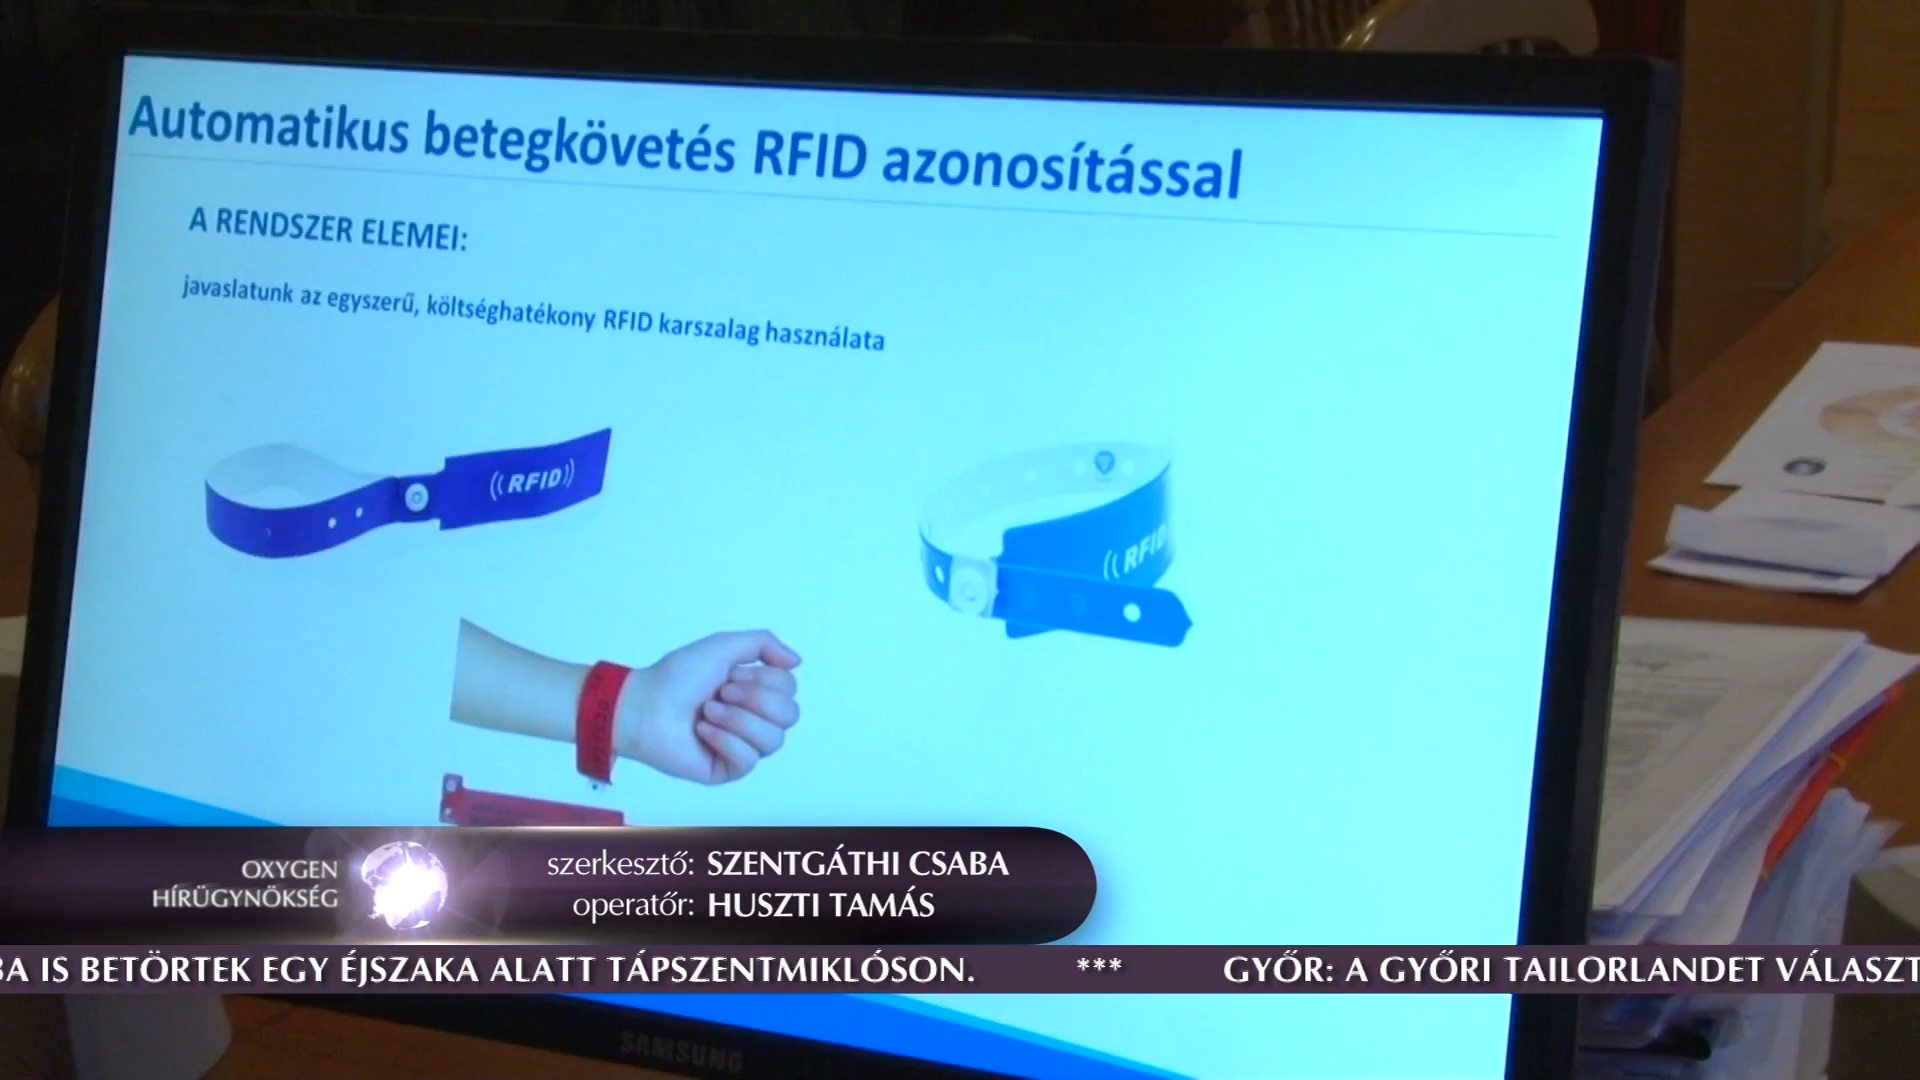 Automatikus betegkövetés RFID azonosítással
A RENDSZER ELEMEI:
javaslatunk az egyszerű, költséghatékony RFID karszalag használata
((RFID))
((RFID
OXYGEN
HÍRÜGYNÖKSÉG
szerkesztő: SZENTGÁTHI CSABA
operatőr: HUSZTI TAMÁS
BA IS BETÖRTEK EGY ÉJSZAKA ALATT TÁPSZENTMIKLÓSON. *** GYŐR: A GYŐRI TAILORLANDET VÁLASZT
SAMSUNG